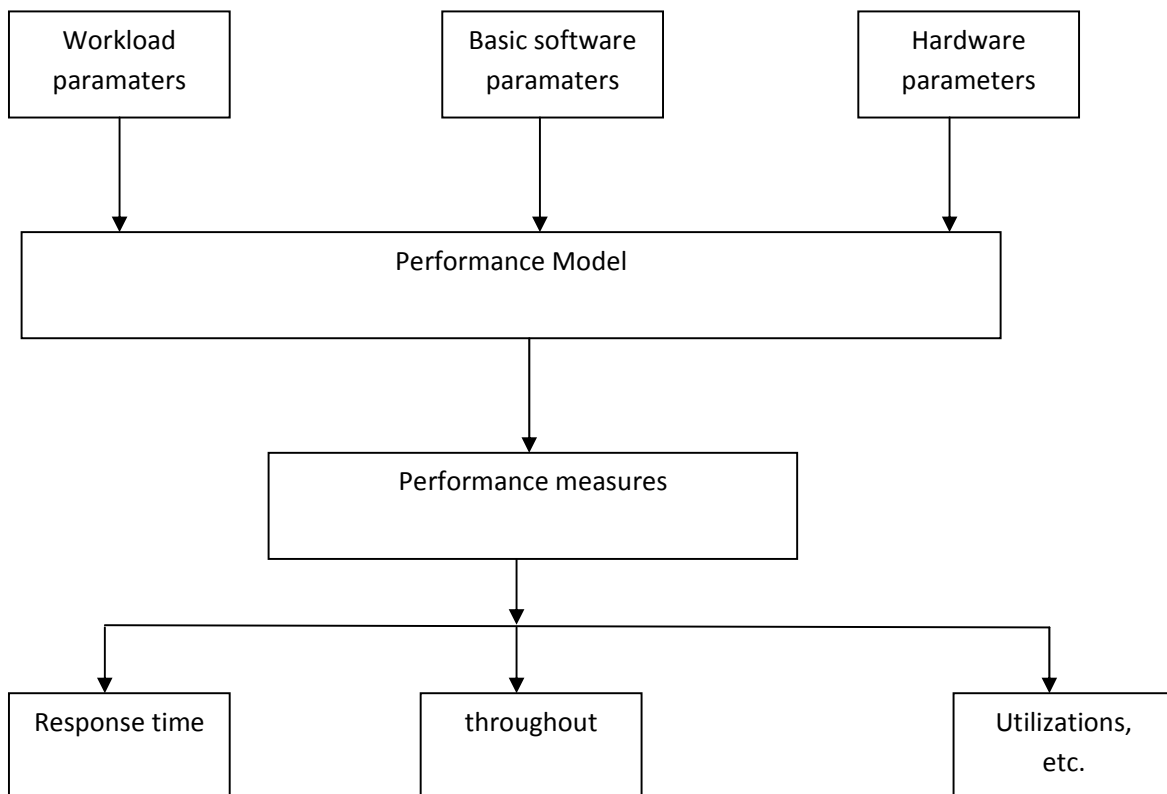 Workload
paramaters
Basic software
paramaters
Hardware
parameters
Performance Model
Performance measures
Response time
throughout
Utilizations,
etc.